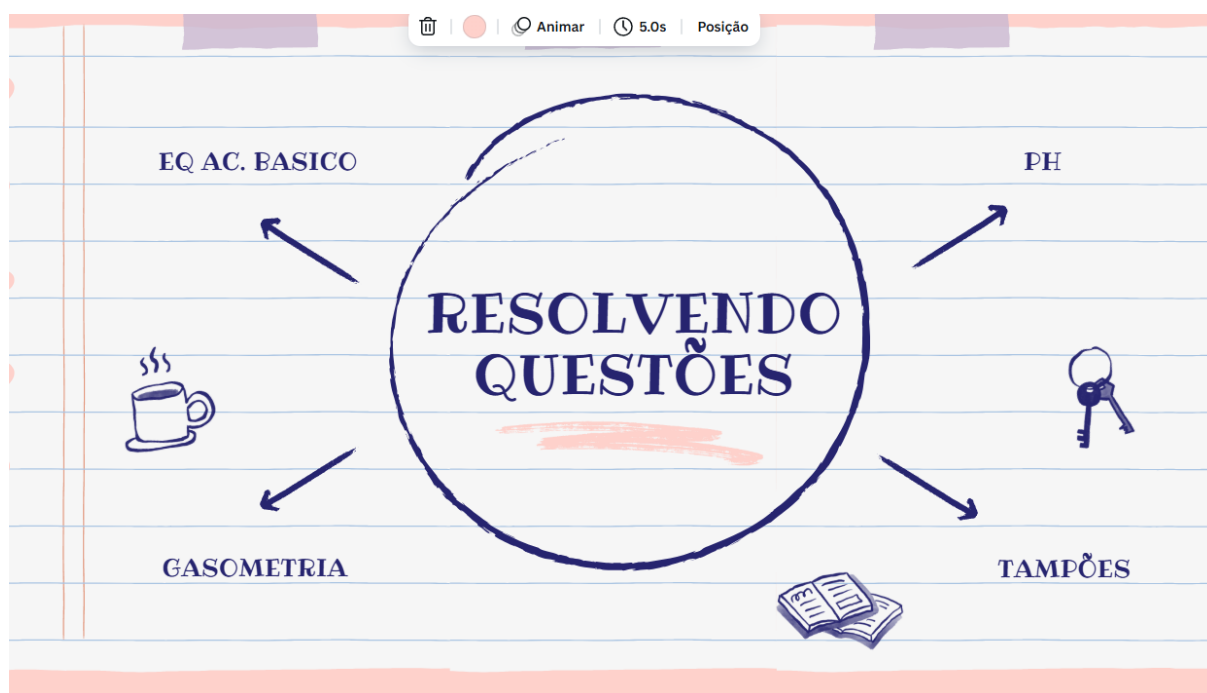 Animar
5.0s
Posição
EQ AC. BASICO
PH
RESOLVENDO
QUESTÕES
GASOMETRIA
TAMPÕES